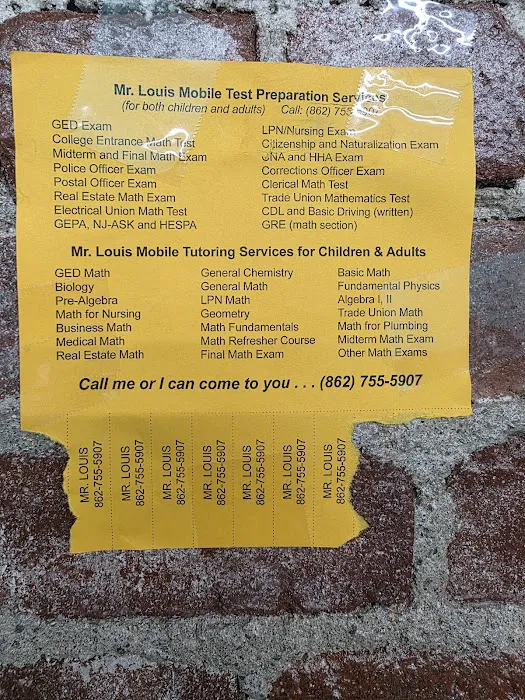 Mr. Louis Mobile Test Preparation Services
(for both children and adults) Call: (862) 755-5907
GED Exam
College Entrance Math Test
Midterm and Final Math Exam
Police Officer Exam
Postal Officer Exam
Real Estate Math Exam
Electrical Union Math Test
GEPA, NJ-ASK and HESPA
LPN/Nursing Exam
Citizenship and Naturalization Exam
CNA and HHA Exam
Corrections Officer Exam
Clerical Math Test
Trade Union Mathematics Test
CDL and Basic Driving (written)
GRE (math section)
Mr. Louis Mobile Tutoring Services for Children & Adults
GED Math
Biology
Pre-Algebra
Math for Nursing
Business Math
Medical Math
Real Estate Math
General Chemistry
General Math
LPN Math
Geometry
Math Fundamentals
Math Refresher Course
Final Math Exam
Basic Math
Fundamental Physics
Algebra I, II
Trade Union Math
Math fror Plumbing
Midterm Math Exam
Other Math Exams
Call me or I can come to you . . . (862) 755-5907
MR. LOUIS
862-755-5907
MR. LOUIS
862-755-5907
MR. LOUIS
862-755-5907
MR. LOUIS
862-755-5907
MR. LOUIS
862-755-5907
MR. LOUIS
862-755-5907
MR. LOUIS
862-755-5907